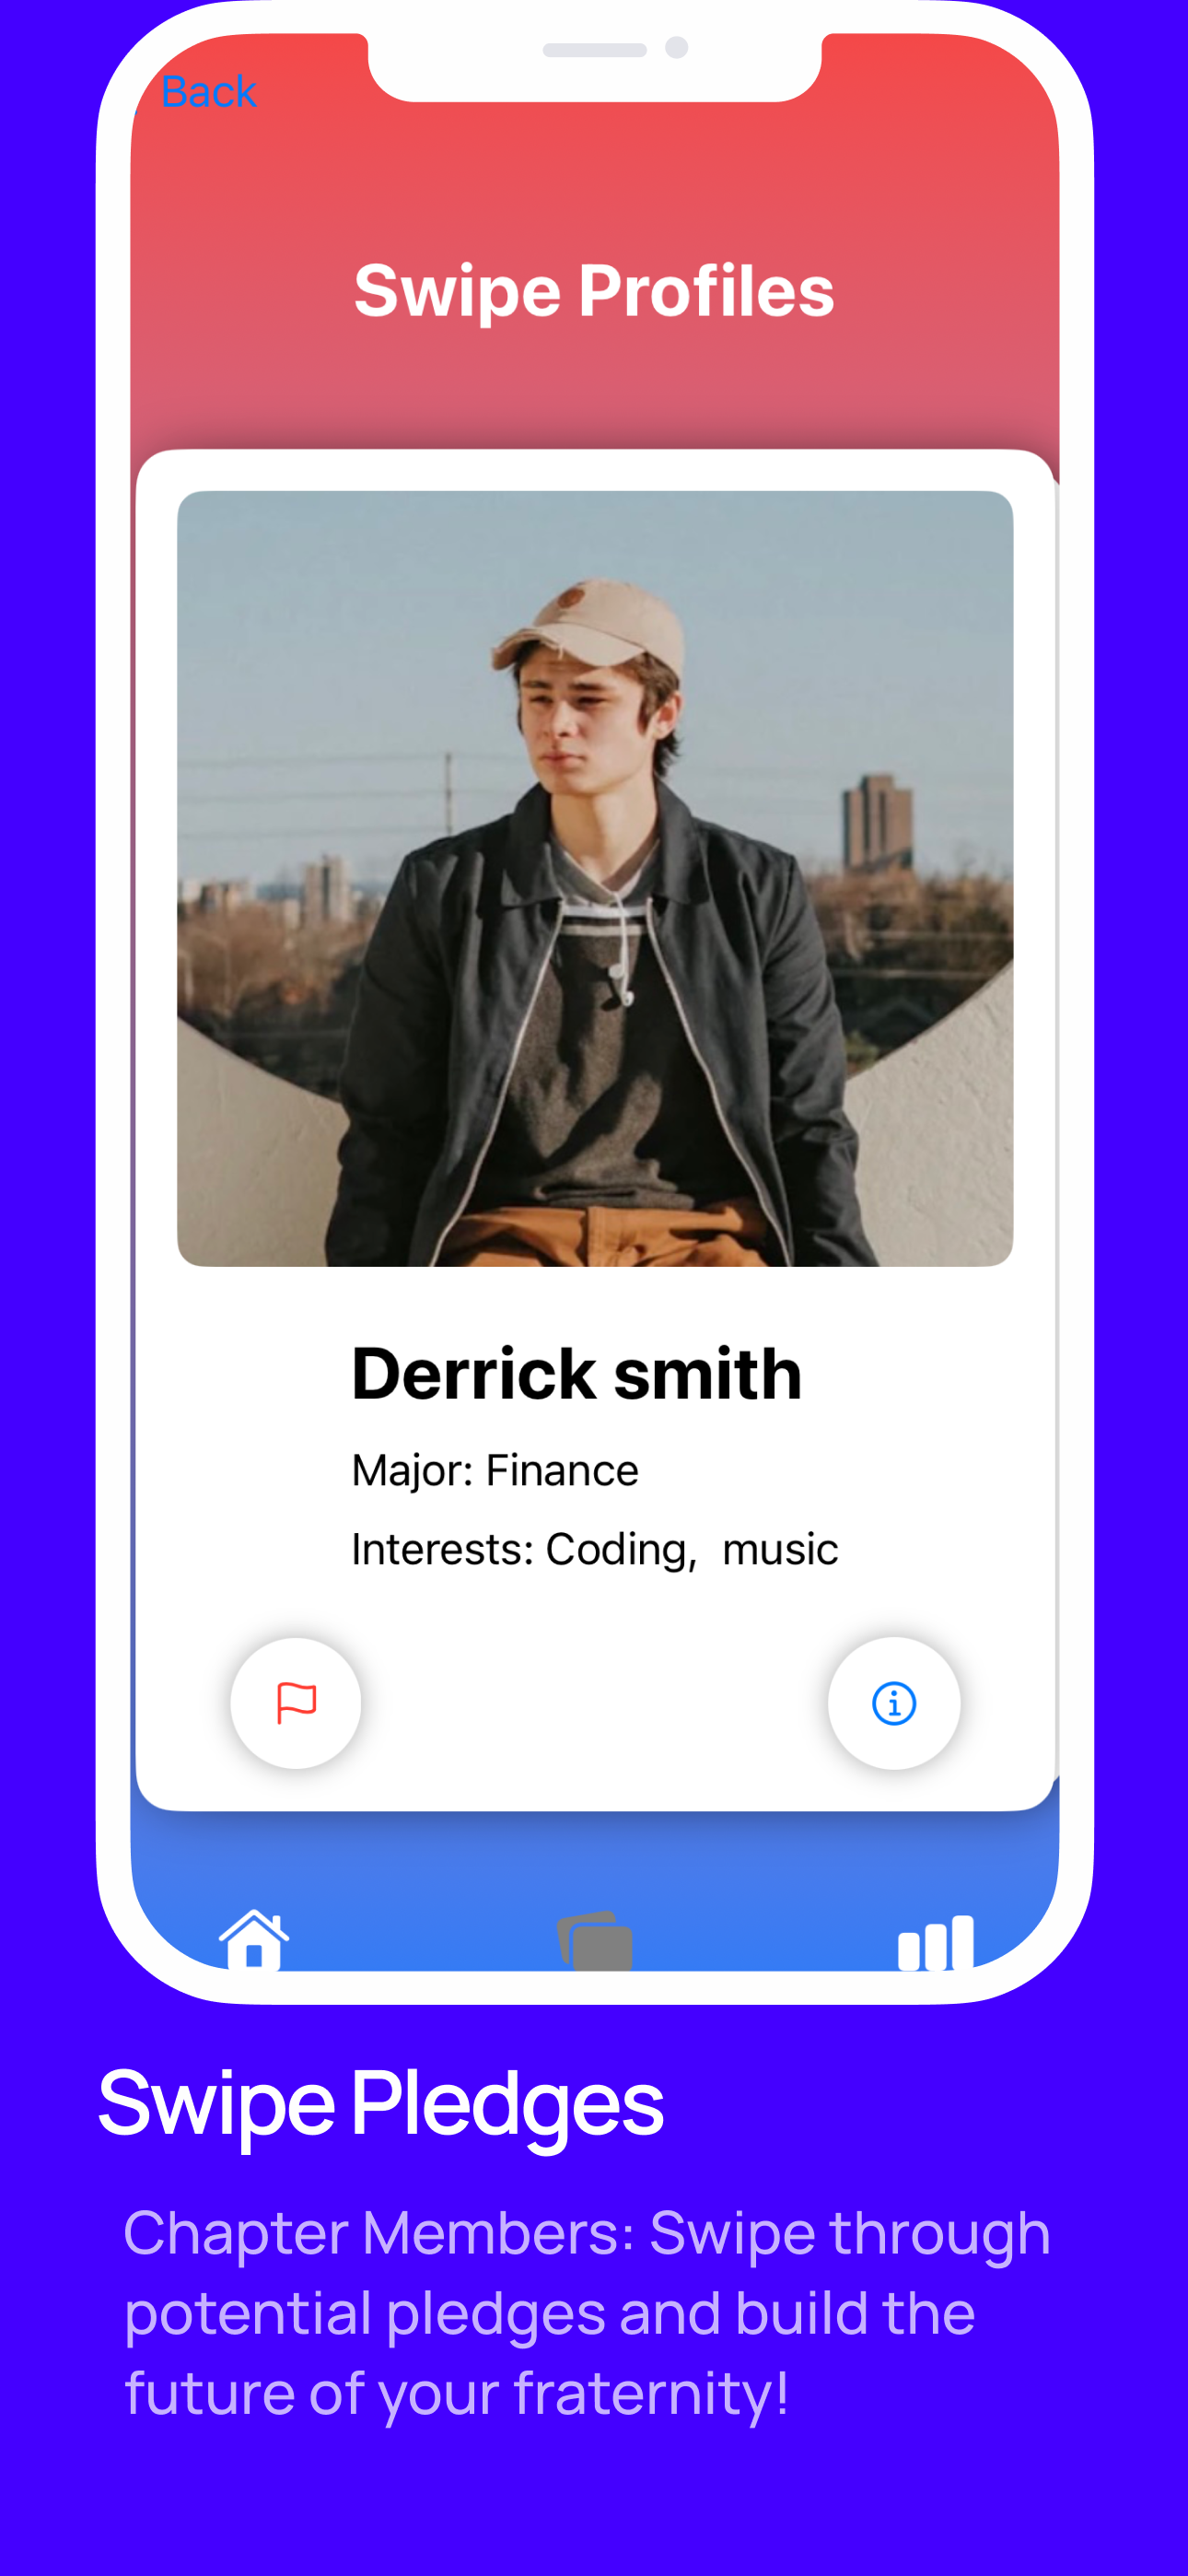 Back
Swipe Profiles
Derrick smith
Major: Finance
Interests: Coding,  music
Swipe Pledges
Chapter Members: Swipe through
potential pledges and build the
future of your fraternity!